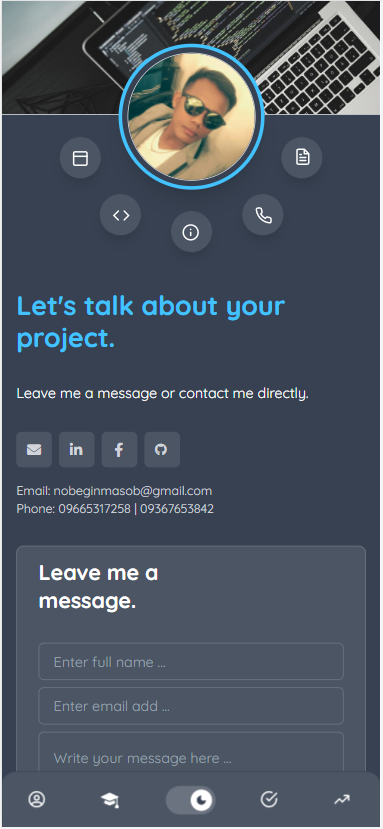 Let's talk about your
project.
Leave me a message or contact me directly.
Email: nobeginmasob@gmail.com
Phone: 09665317258 | 09367653842
Leave me a
message.
Enter full name ...
Enter email add ...
Write your message here ...